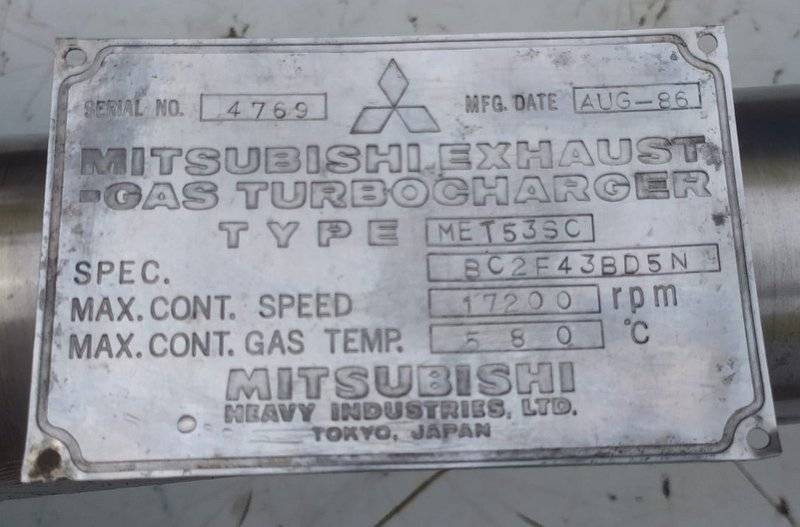 SERIAL NO. 4769 MFG. DATE AUG-86
MITSUBISHI EXHAUST
-GAS TURBOCHARGER
TYPE MET53SC
SPEC. BC2F43BD5N
MAX. CONT. SPEED 17200 rpm
MAX. CONT. GAS TEMP. 580 °C
MITSUBISHI
HEAVY INDUSTRIES, LTD.
TOKYO, JAPAN